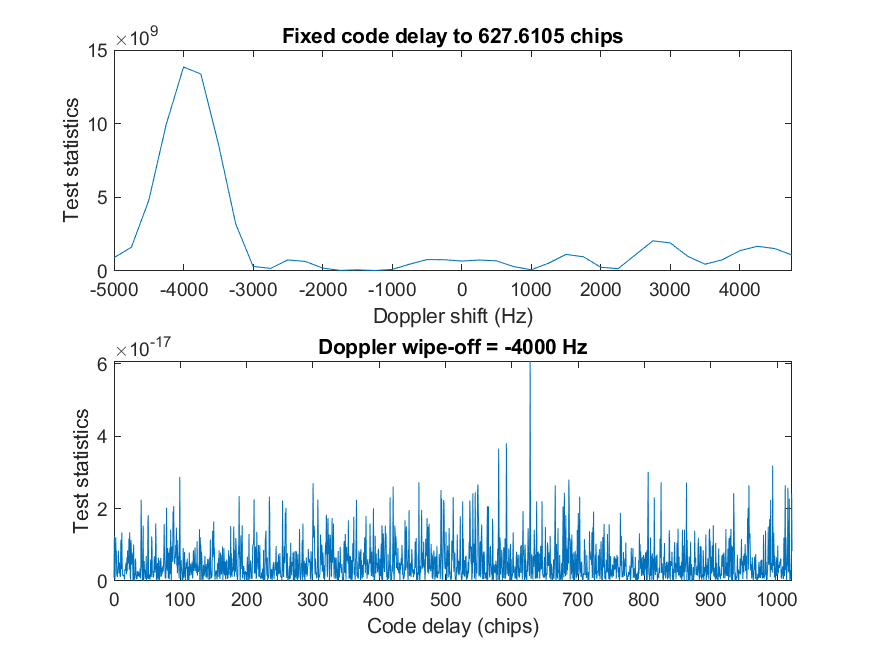 Fixed code delay to 627.6105 chips
×10^9
15
10
5
0
Test statistics
-5000 -4000 -3000 -2000 -1000 0 1000 2000 3000 4000
Doppler shift (Hz)
Doppler wipe-off = -4000 Hz
×10^-17
6
4
2
0
Test statistics
0 100 200 300 400 500 600 700 800 900 1000
Code delay (chips)